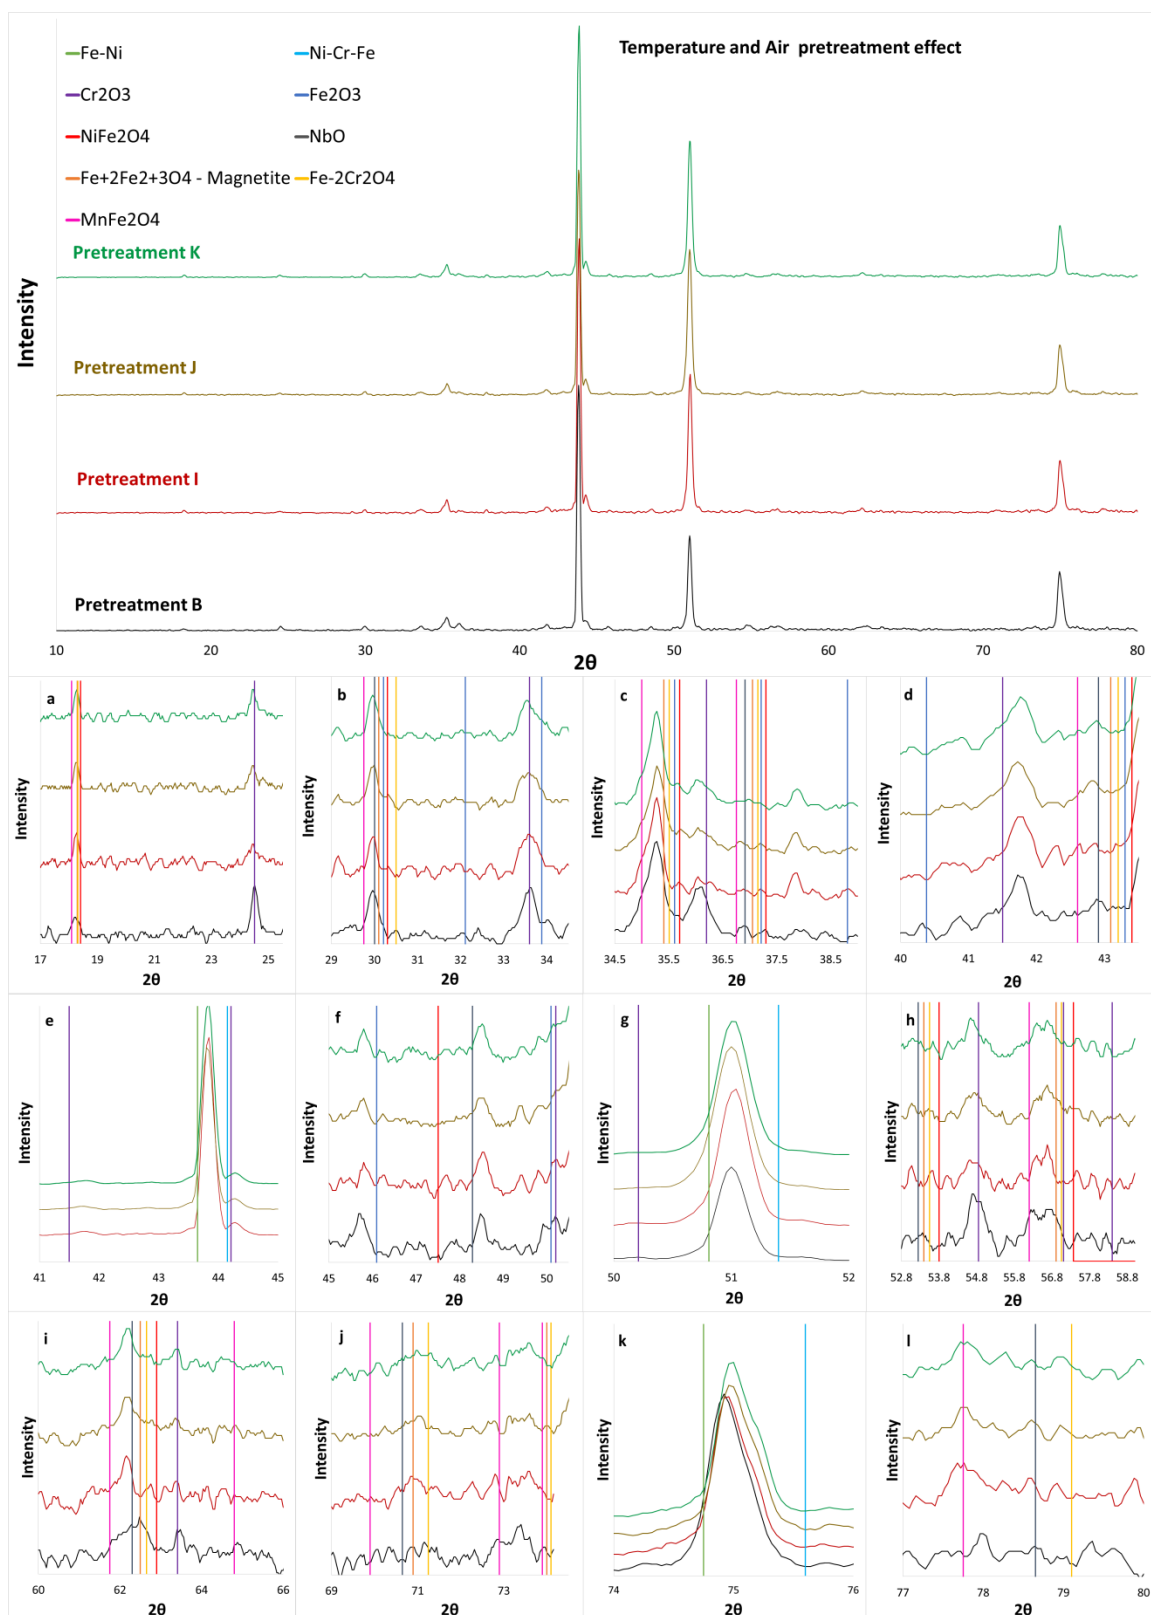 Temperature and Air pretreatment effect
Fe-Ni Ni-Cr-Fe
Cr2O3 Fe2O3
NiFe2O4 NbO
Fe+2Fe2+3O4 - Magnetite Fe-2Cr2O4
MnFe2O4
Pretreatment K
Pretreatment J
Pretreatment I
Pretreatment B
Intensity
10 20 30 40 50 60 70 80
2θ
a
Intensity
17 19 21 23 25
2θ
b
Intensity
29 30 31 32 33 34
2θ
c
Intensity
34.5 35.5 36.5 37.5 38.5
2θ
d
Intensity
40 41 42 43
2θ
e
Intensity
41 42 43 44 45
2θ
f
Intensity
45 46 47 48 49 50
2θ
g
Intensity
50 51 52
2θ
h
Intensity
52.8 53.8 54.8 55.8 56.8 57.8 58.8
2θ
i
Intensity
60 62 64 66
2θ
j
Intensity
69 71 73
2θ
k
Intensity
74 75 76
2θ
l
Intensity
77 78 79 80
2θ